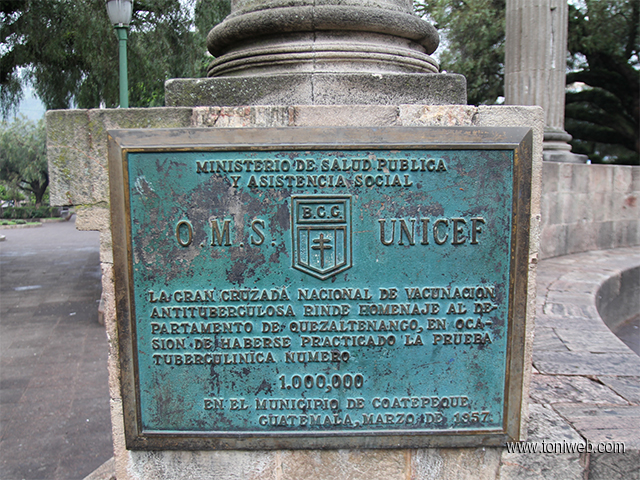 MINISTERIO DE SALUD PUBLICA
Y ASISTENCIA SOCIAL
O.M.S. B.C.G. UNICEF
LA GRAN CRUZADA NACIONAL DE VACUNACION
ANTITUBERCULOSA RINDE HOMENAJE AL DE-
PARTAMENTO DE QUEZALTENANGO, EN OCA
SION DE HABERSE PRACTICADO LA PRUEBA
TUBERCULINICA NUMERO
1.000,000
EN EL MUNICIPIO DE COATEPEQUE
GUATEMALA, MARZO DE 1957.
www.toniweb.com